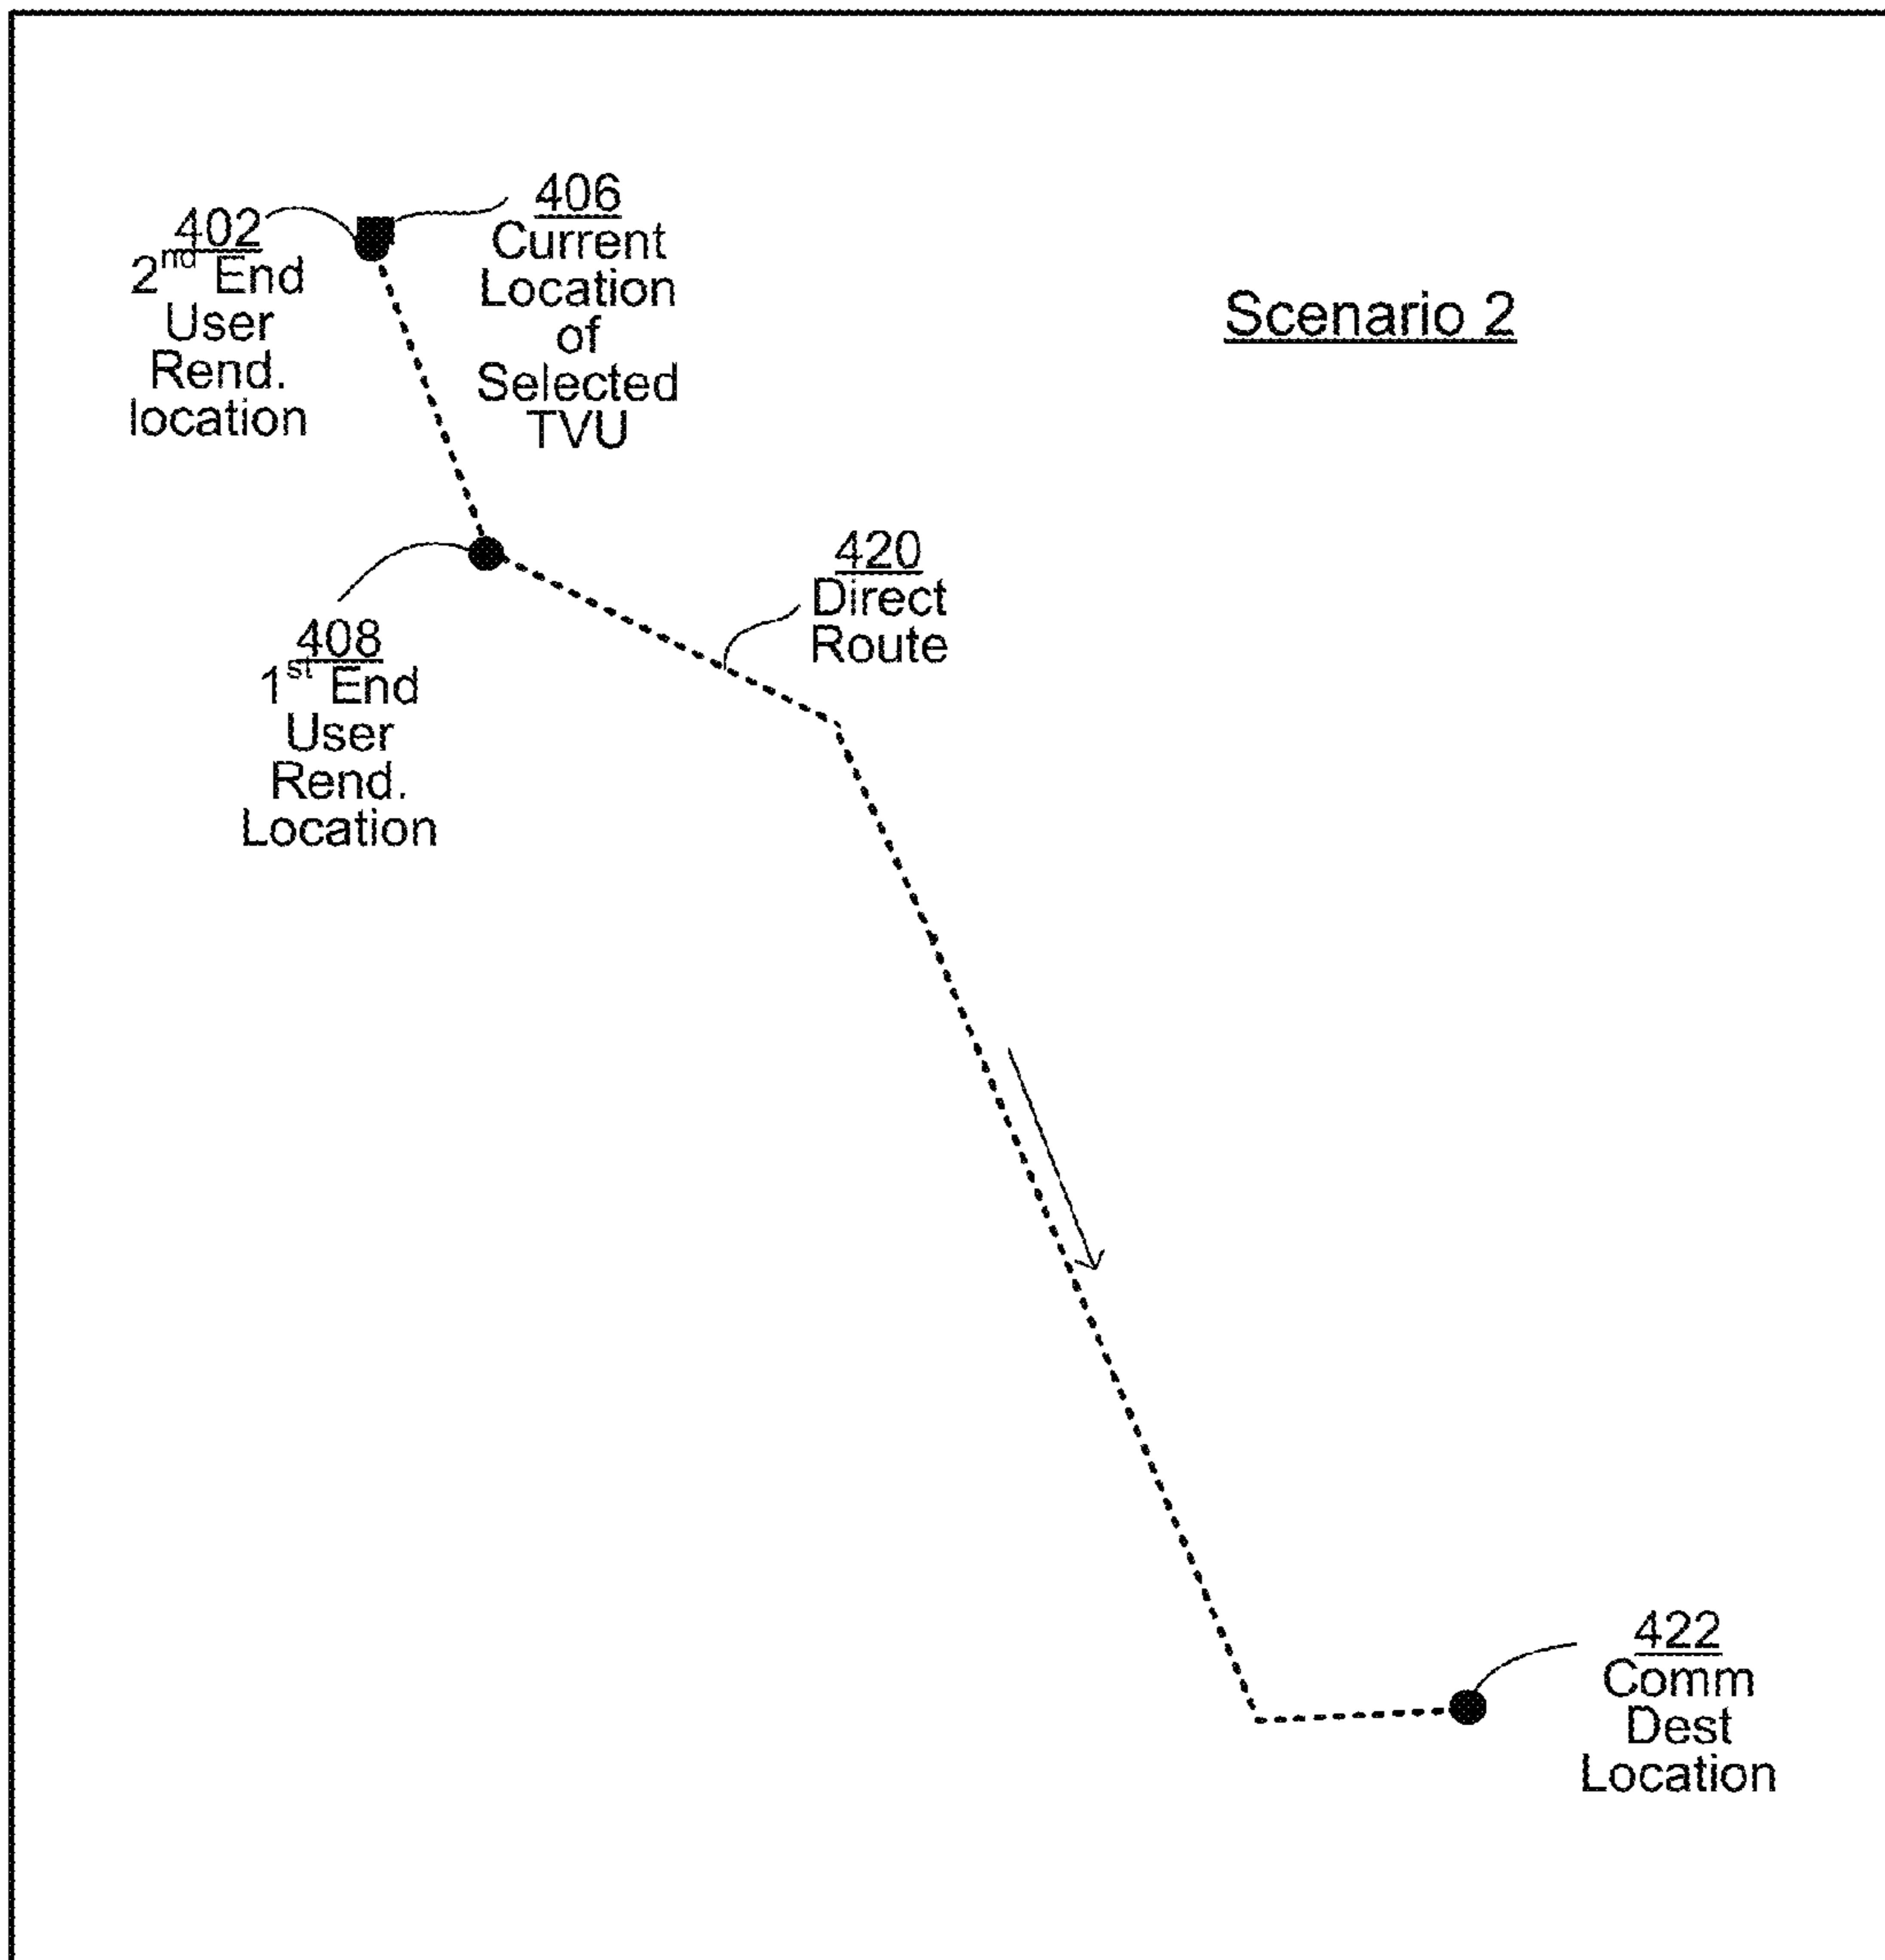 402
2nd End
User
Rend.
location
406
Current
Location
of
Selected
TVU
Scenario 2
408
1st End
User
Rend.
Location
420
Direct
Route
422
Comm
Dest
Location